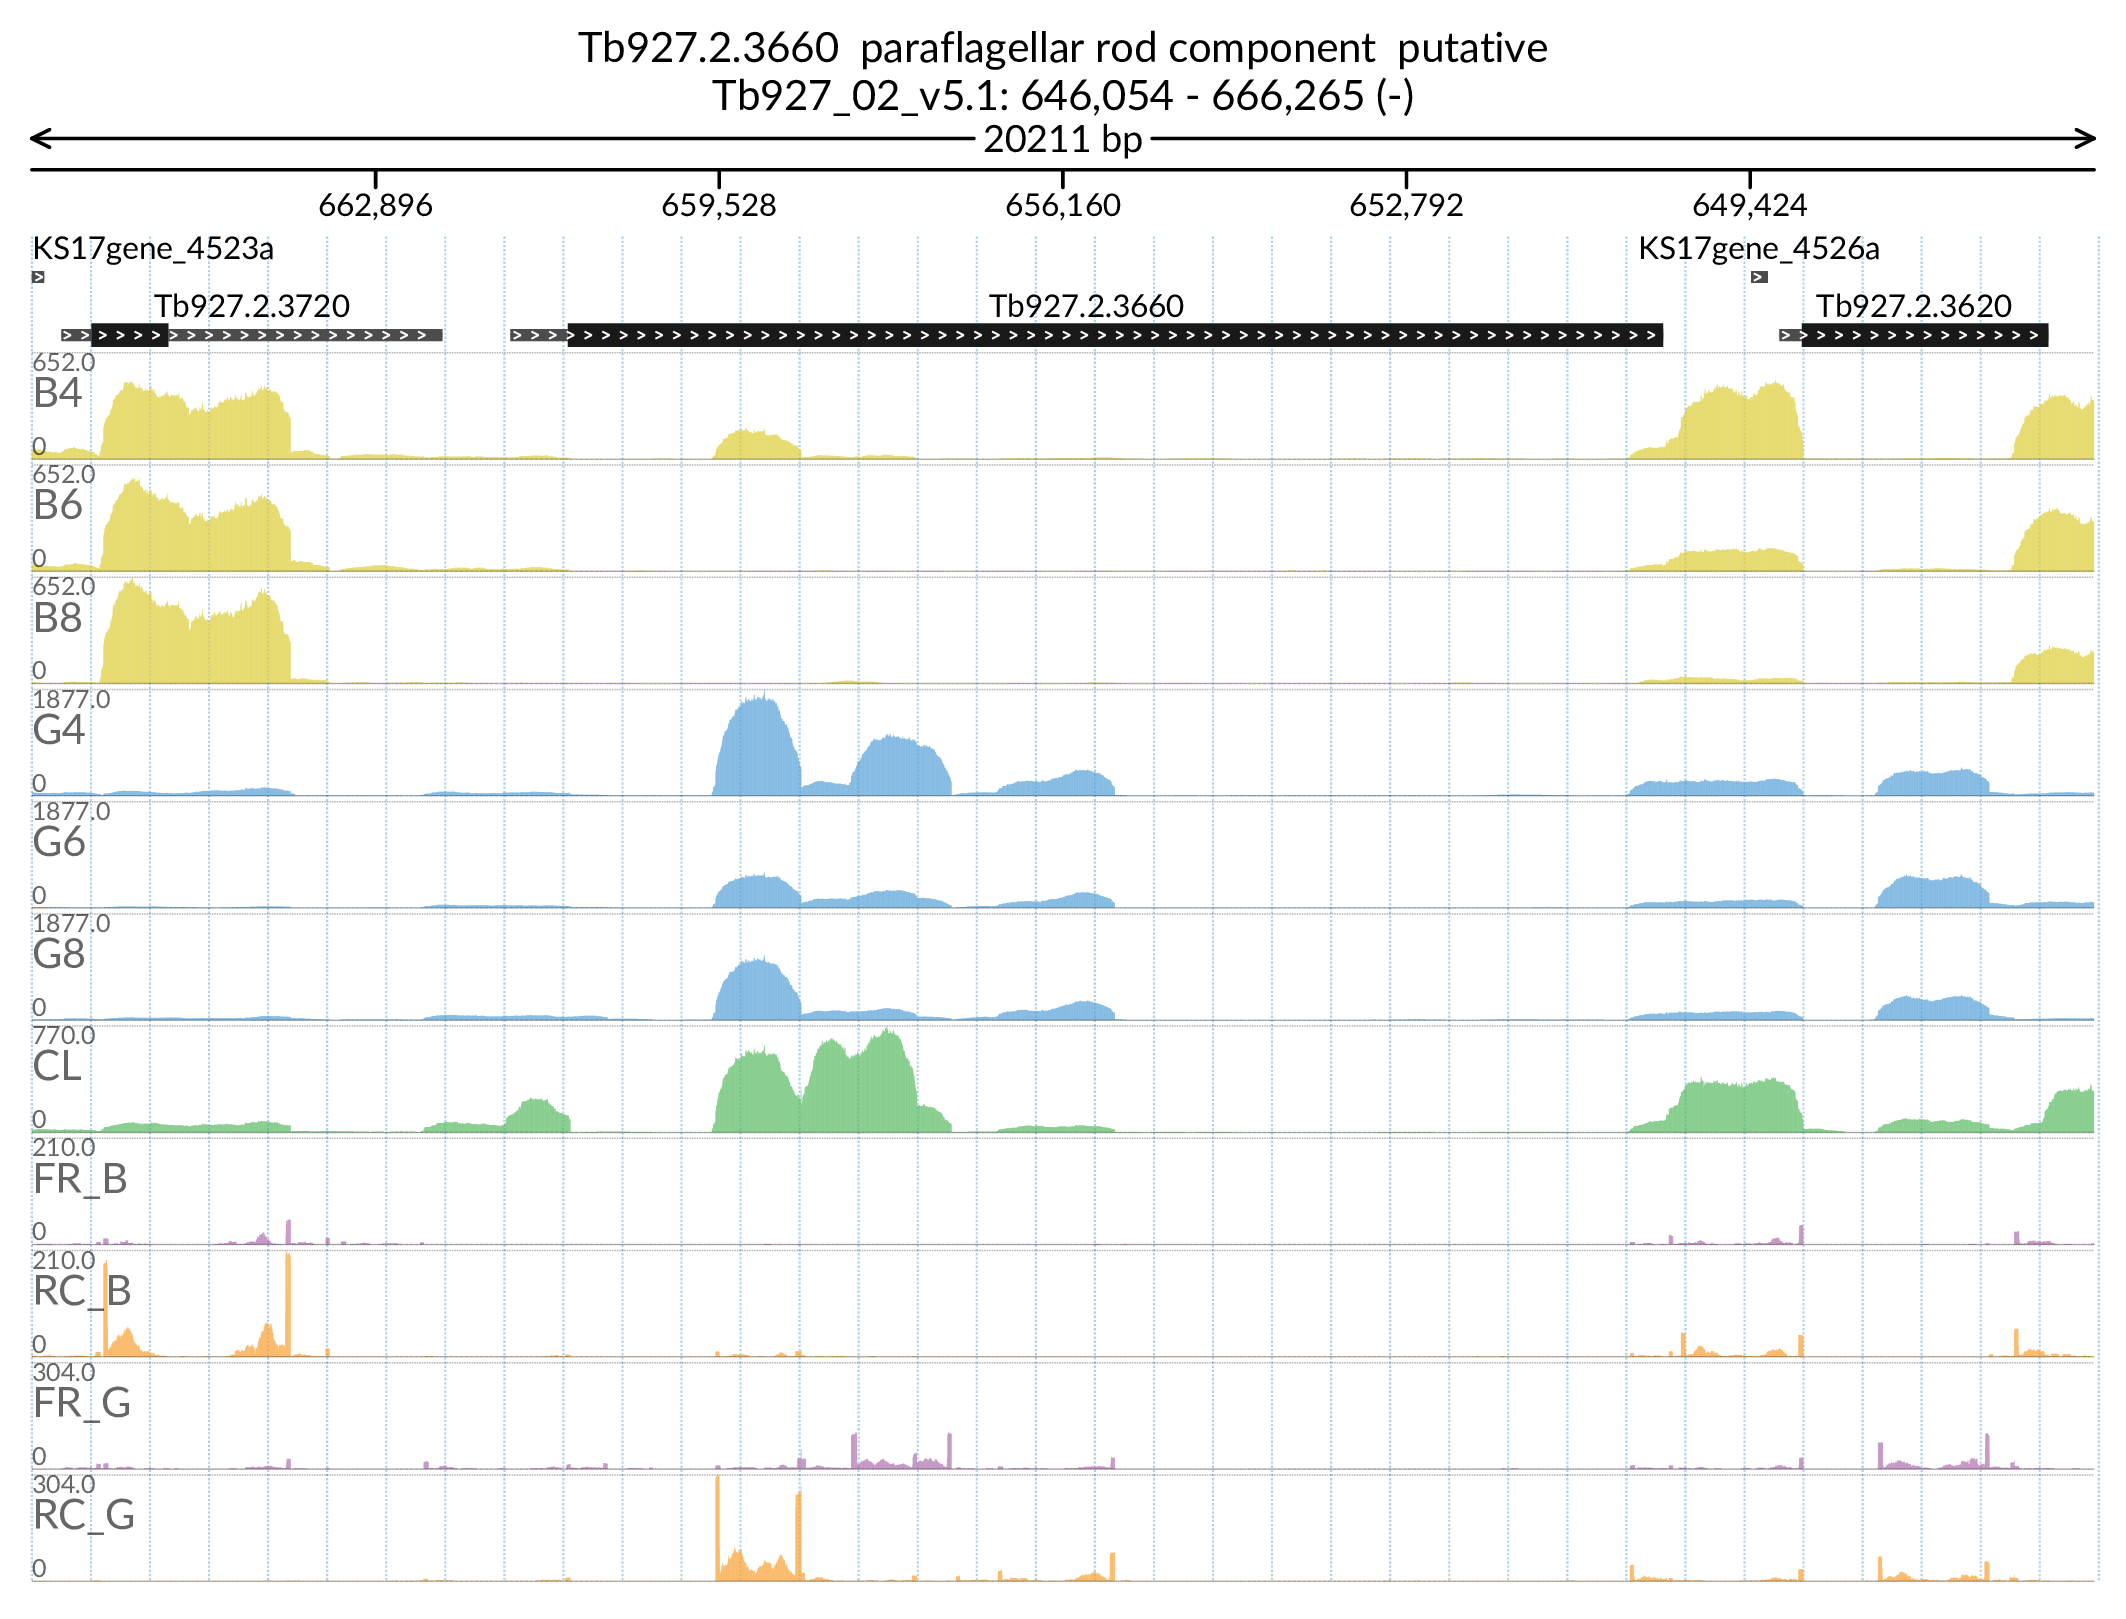 Tb927.2.3660  paraflagellar rod component  putative
Tb927_02_v5.1: 646,054 - 666,265 (-)
20211 bp
662,896 659,528 656,160 652,792 649,424
KS17gene_4523a KS17gene_4526a
Tb927.2.3720 Tb927.2.3660 Tb927.2.3620
652.0
B4
0
652.0
B6
0
652.0
B8
0
1877.0
G4
0
1877.0
G6
0
1877.0
G8
0
770.0
CL
0
210.0
FR_B
0
210.0
RC_B
0
304.0
FR_G
0
304.0
RC_G
0